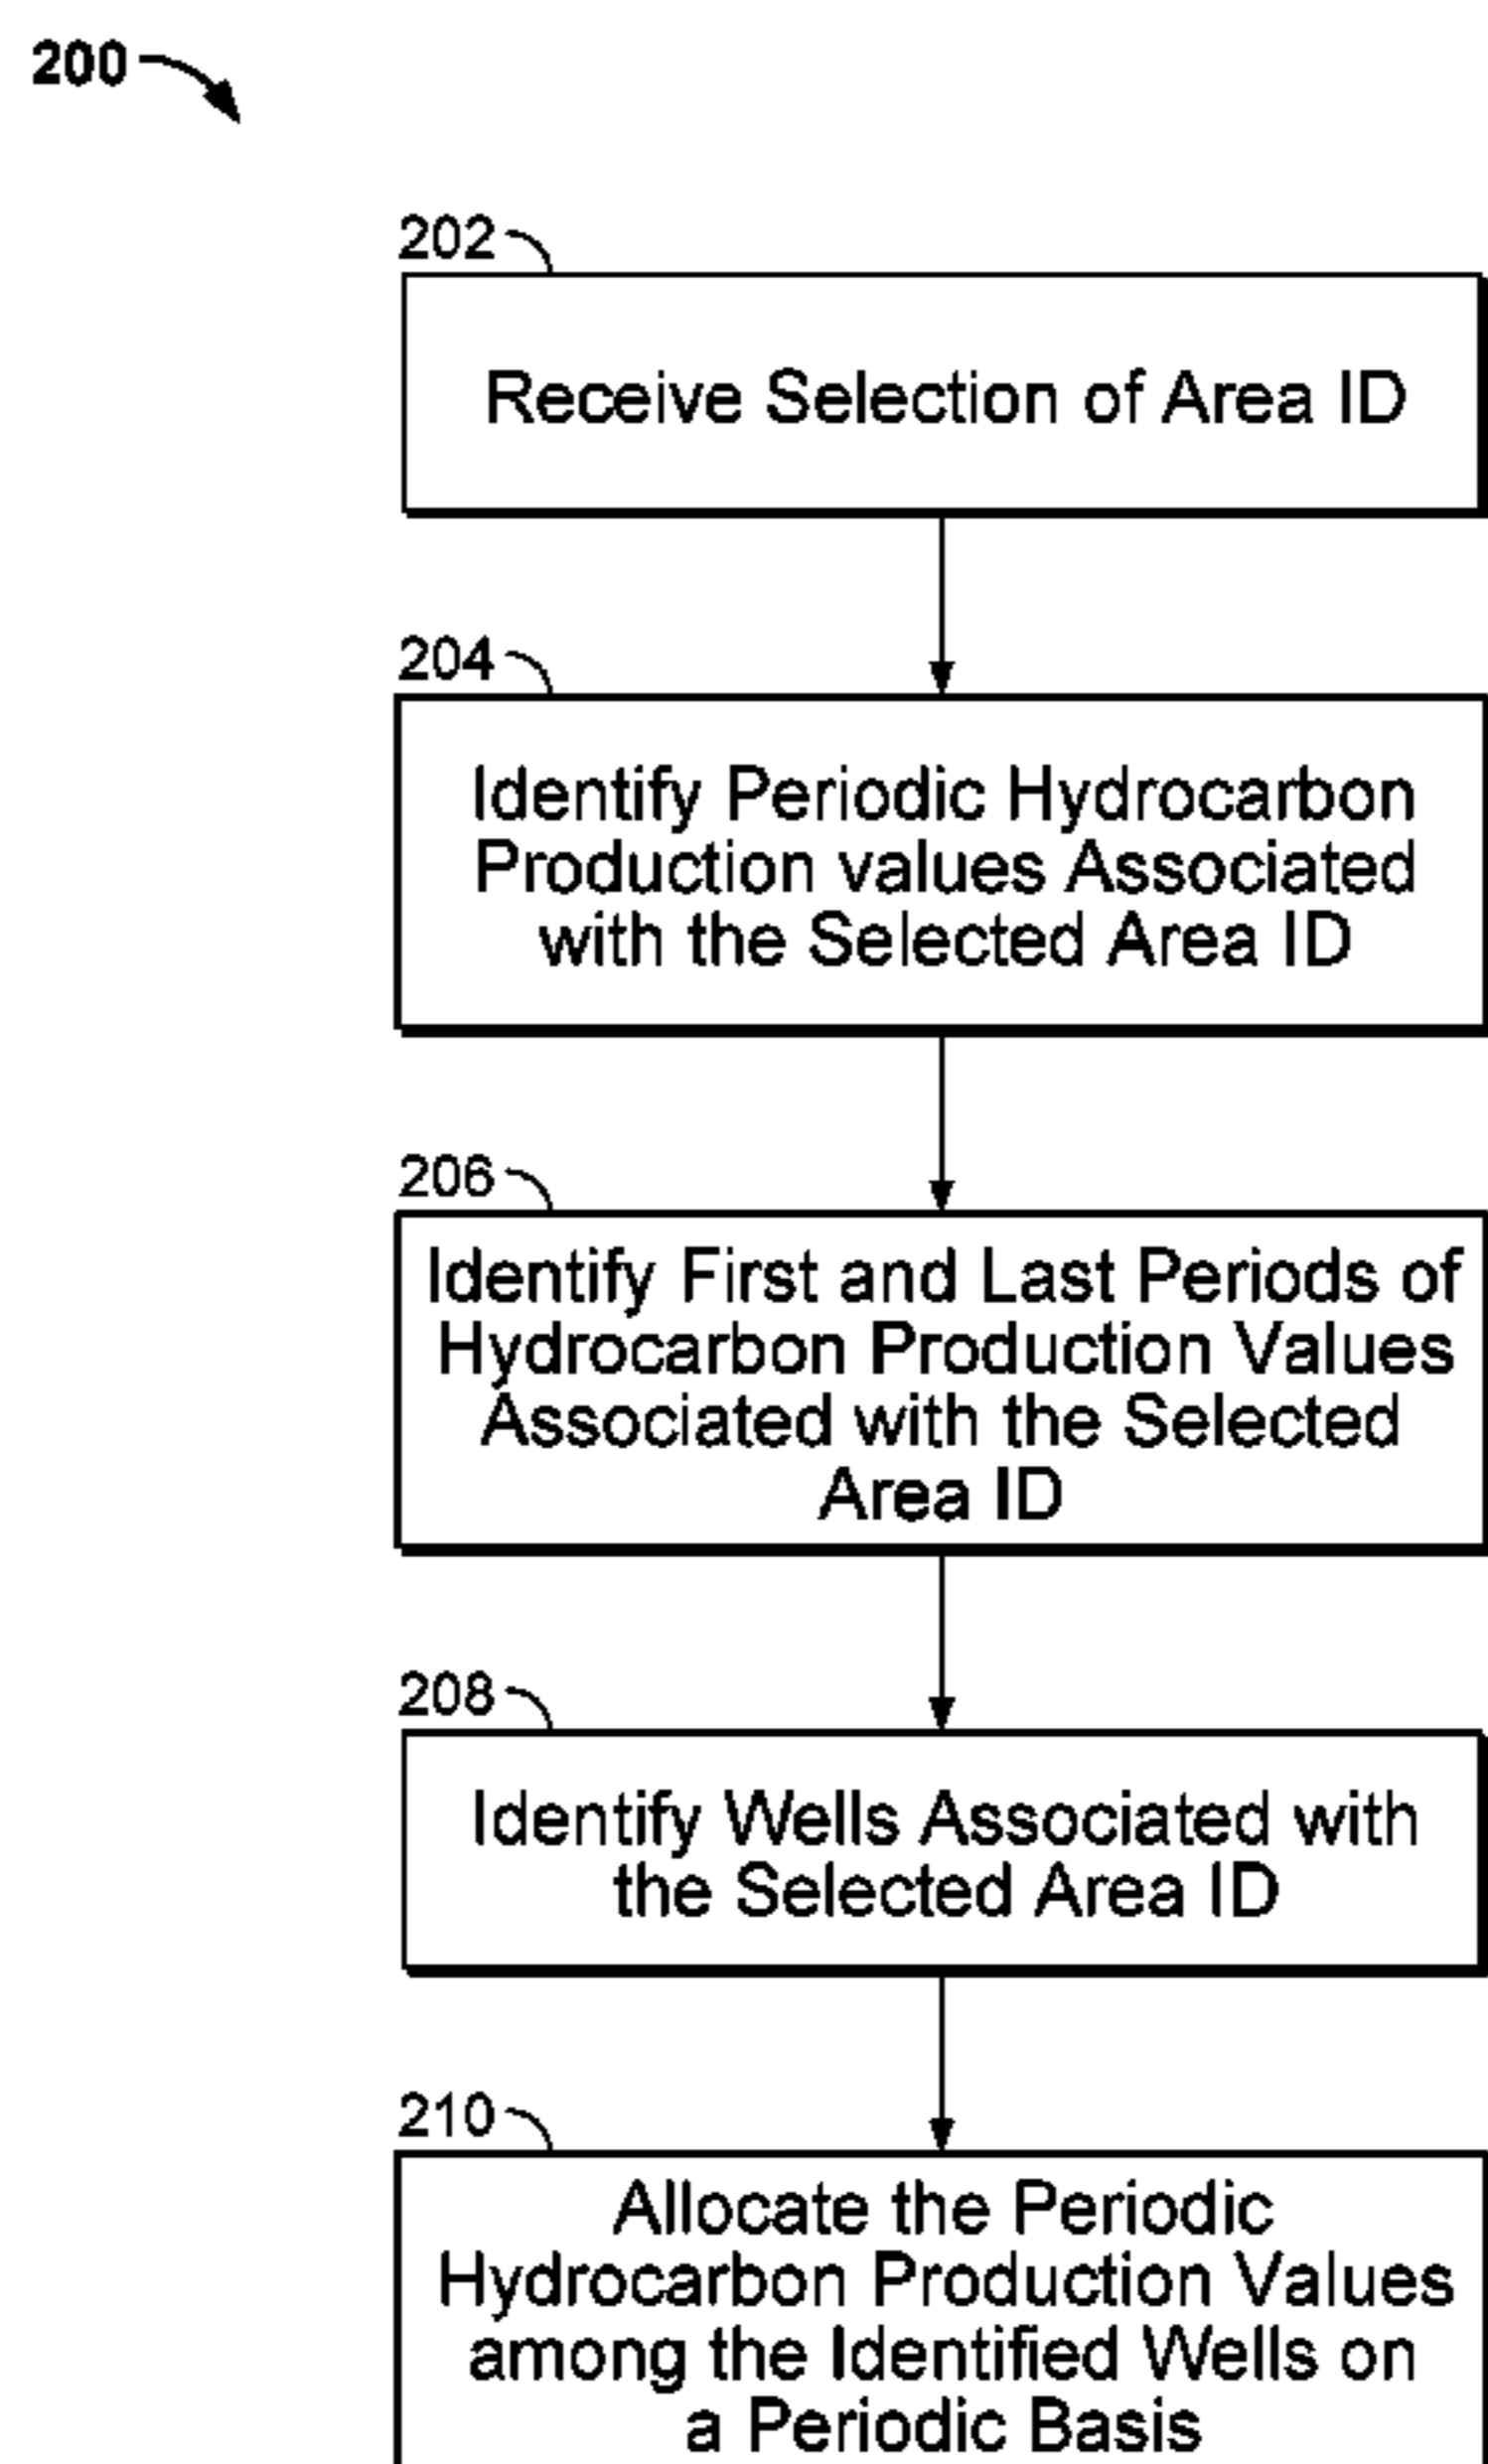 200
202
Receive Selection of Area ID
204
Identify Periodic Hydrocarbon
Production values Associated
with the Selected Area ID
206
Identify First and Last Periods of
Hydrocarbon Production Values
Associated with the Selected
Area ID
208
Identify Wells Associated with
the Selected Area ID
210
Allocate the Periodic
Hydrocarbon Production Values
among the Identified Wells on
a Periodic Basis